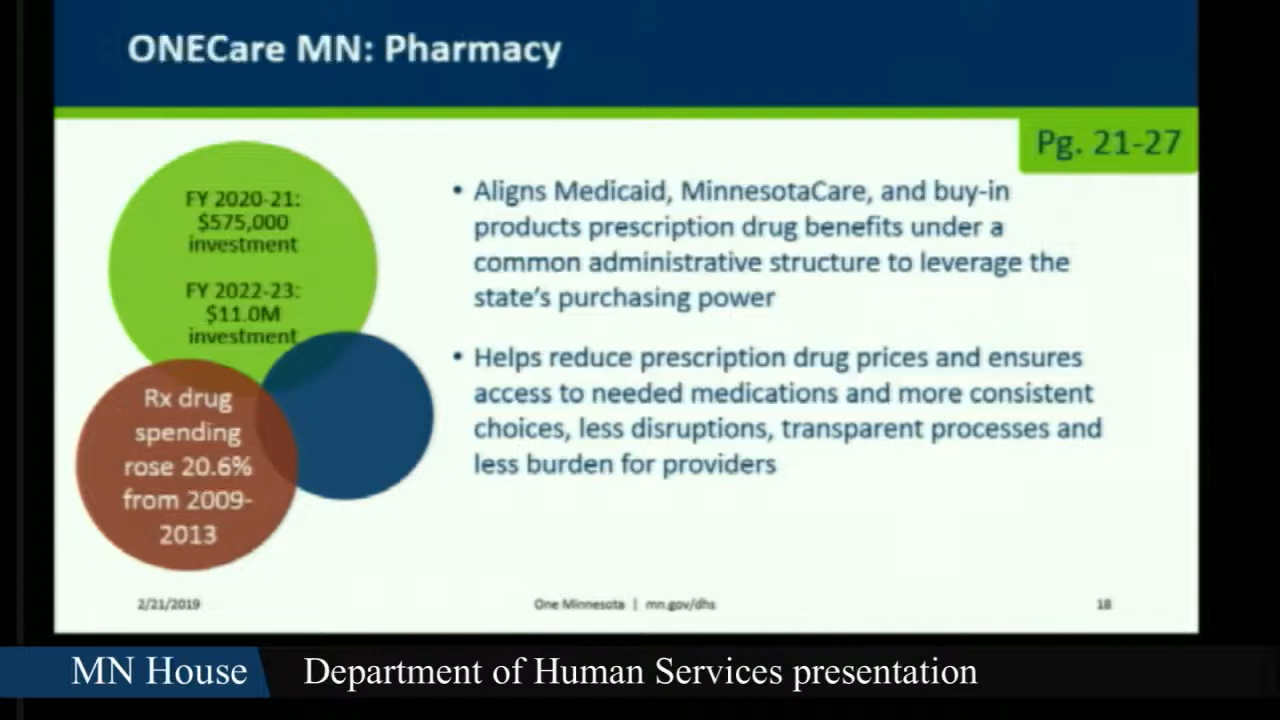 ONECare MN: Pharmacy
Pg. 21-27
FY 2020-21:
$575,000
investment
FY 2022-23:
$11.0M
investment
Rx drug
spending
rose 20.6%
from 2009-
2013
• Aligns Medicaid, MinnesotaCare, and buy-in
products prescription drug benefits under a
common administrative structure to leverage the
state's purchasing power
• Helps reduce prescription drug prices and ensures
access to needed medications and more consistent
choices, less disruptions, transparent processes and
less burden for providers
2/21/2019
One Minnesota | mn.gov/dhs
18
MN House
Department of Human Services presentation